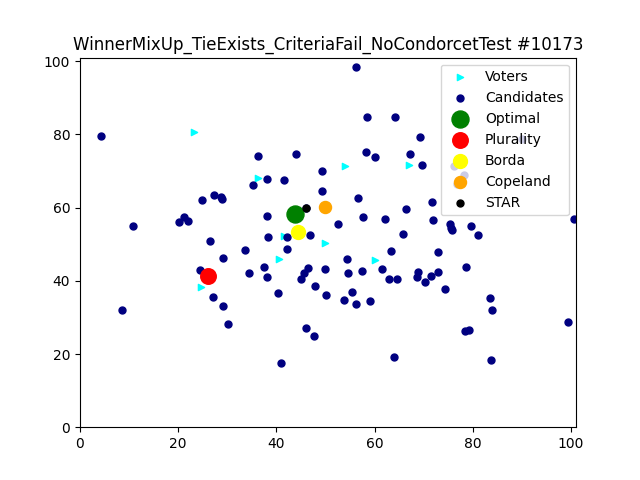 WinnerMixUp_TieExists_CriteriaFail_NoCondorcetTest #10173
100
80
60
40
20
0
0
20
40
60
80
100
Voters
Candidates
Optimal
Plurality
Borda
Copeland
STAR